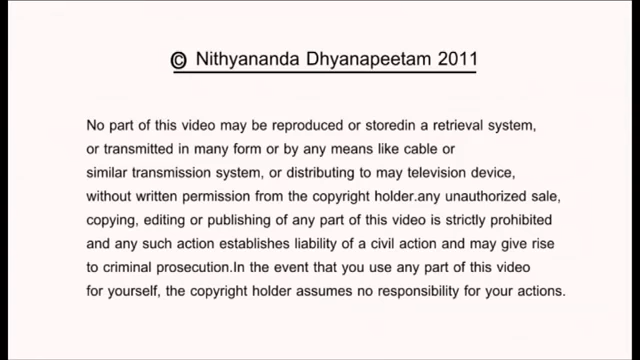 © Nithyananda Dhyanapeetam 2011
No part of this video may be reproduced or storedin a retrieval system,
or transmitted in many form or by any means like cable or
similar transmission system, or distributing to may television device,
without written permission from the copyright holder.any unauthorized sale,
copying, editing or publishing of any part of this video is strictly prohibited
and any such action establishes liability of a civil action and may give rise
to criminal prosecution.In the event that you use any part of this video
for yourself, the copyright holder assumes no responsibility for your actions.